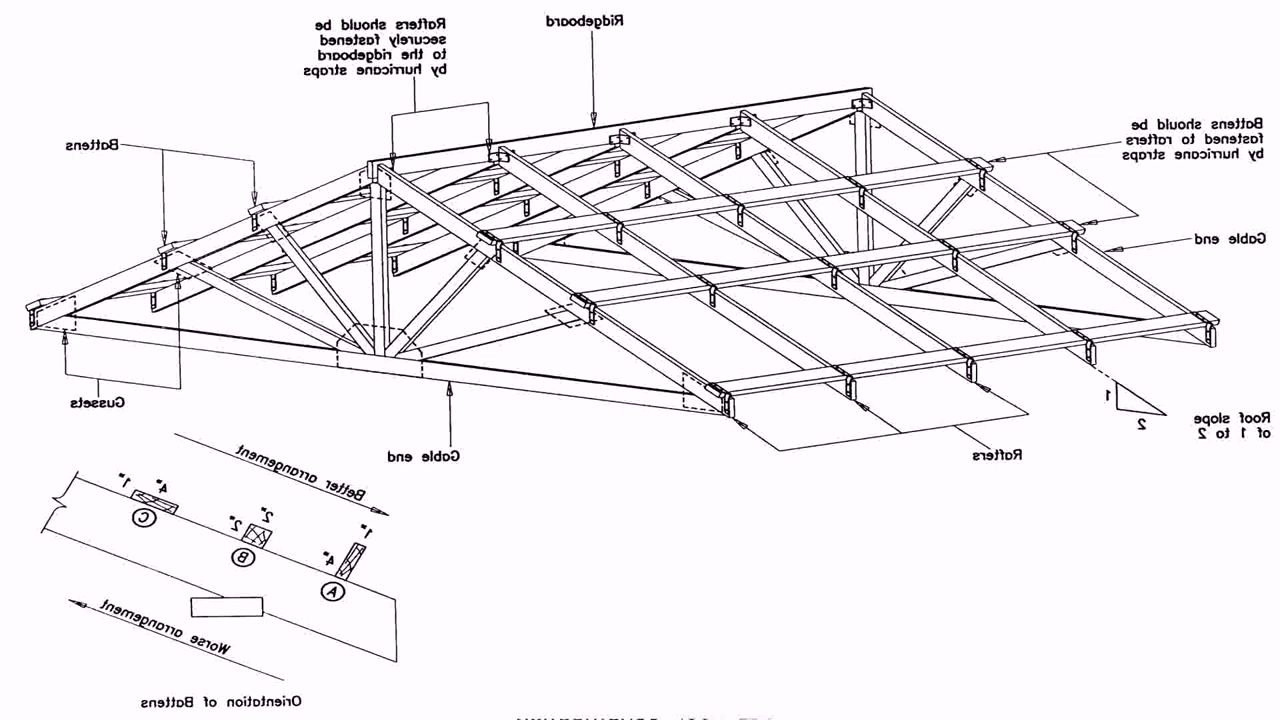 Ridgeboard
Rafters should be
securely fastened
to the ridgeboard
by hurricane straps
Battens should be
fastened to rafters
by hurricane straps
Battens
Gable end
Gussets
Gable end
Rafters
1
2
Roof slope
of 1 to 2
Better arrangement
1"
4"
C
2"
2"
B
1"
4"
A
Worse arrangement
Orientation of Battens